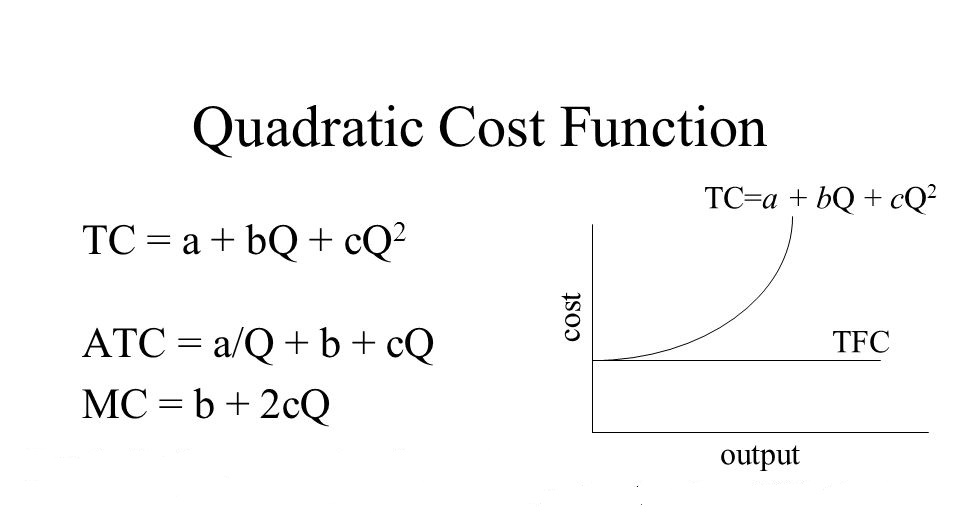 Quadratic Cost Function
TC = a + bQ + cQ²
ATC = a/Q + b + cQ
MC = b + 2cQ
TC=a + bQ + cQ²
cost
TFC
output